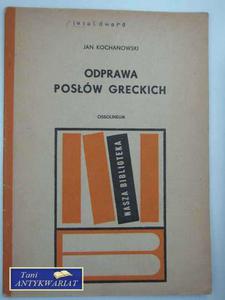 JAN KOCHANOWSKI
ODPRAWA
POSŁÓW GRECKICH
OSSOLINEUM
NASZA BIBLIOTEKA
Tani
ANTYKWARIAT